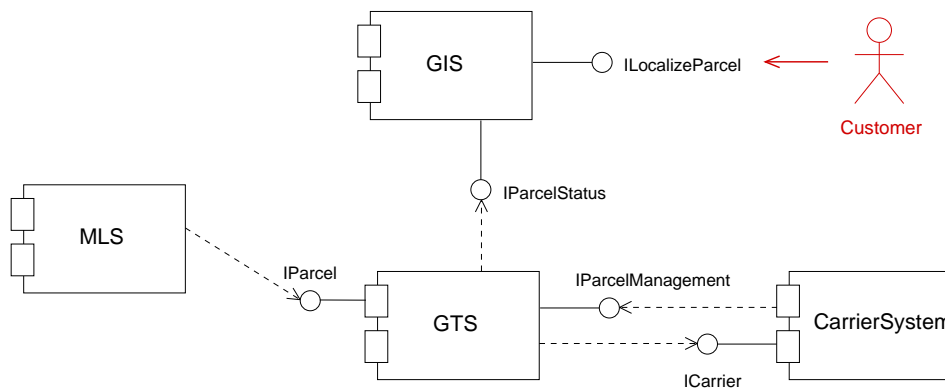 GIS
ILocalizeParcel
Customer
IParcelStatus
MLS
IParcel
IParcelManagement
GTS
CarrierSystem
ICarrier